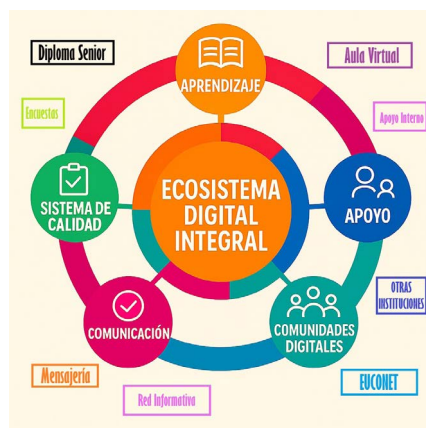 Diploma Senior
Aula Virtual
APRENDIZAJE
Encuestas
Apoyo Interno
SISTEMA DE
CALIDAD
ECOSISTEMA
DIGITAL
INTEGRAL
APOYO
OTRAS
INSTITUCIONES
COMUNICACIÓN
COMUNIDADES
DIGITALES
Mensajería
EUCONET
Red Informativa